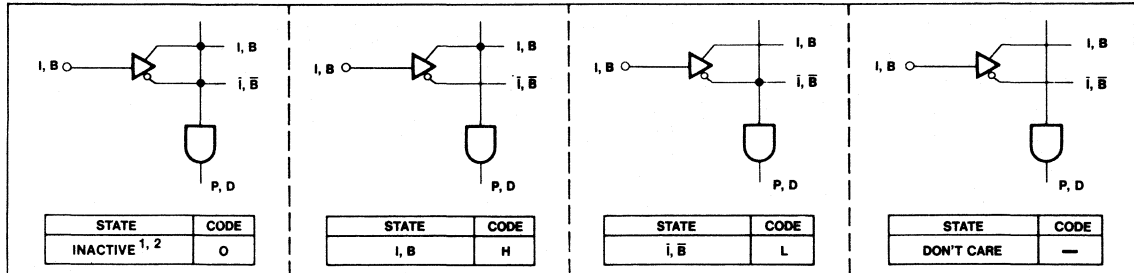 I, B
I, B
Ī, B̅
P, D
STATE CODE
INACTIVE 1, 2 O
I, B
I, B
Ī, B̅
P, D
STATE CODE
I, B H
I, B
I, B
Ī, B̅
P, D
STATE CODE
Ī, B̅ L
I, B
I, B
Ī, B̅
P, D
STATE CODE
DON'T CARE —